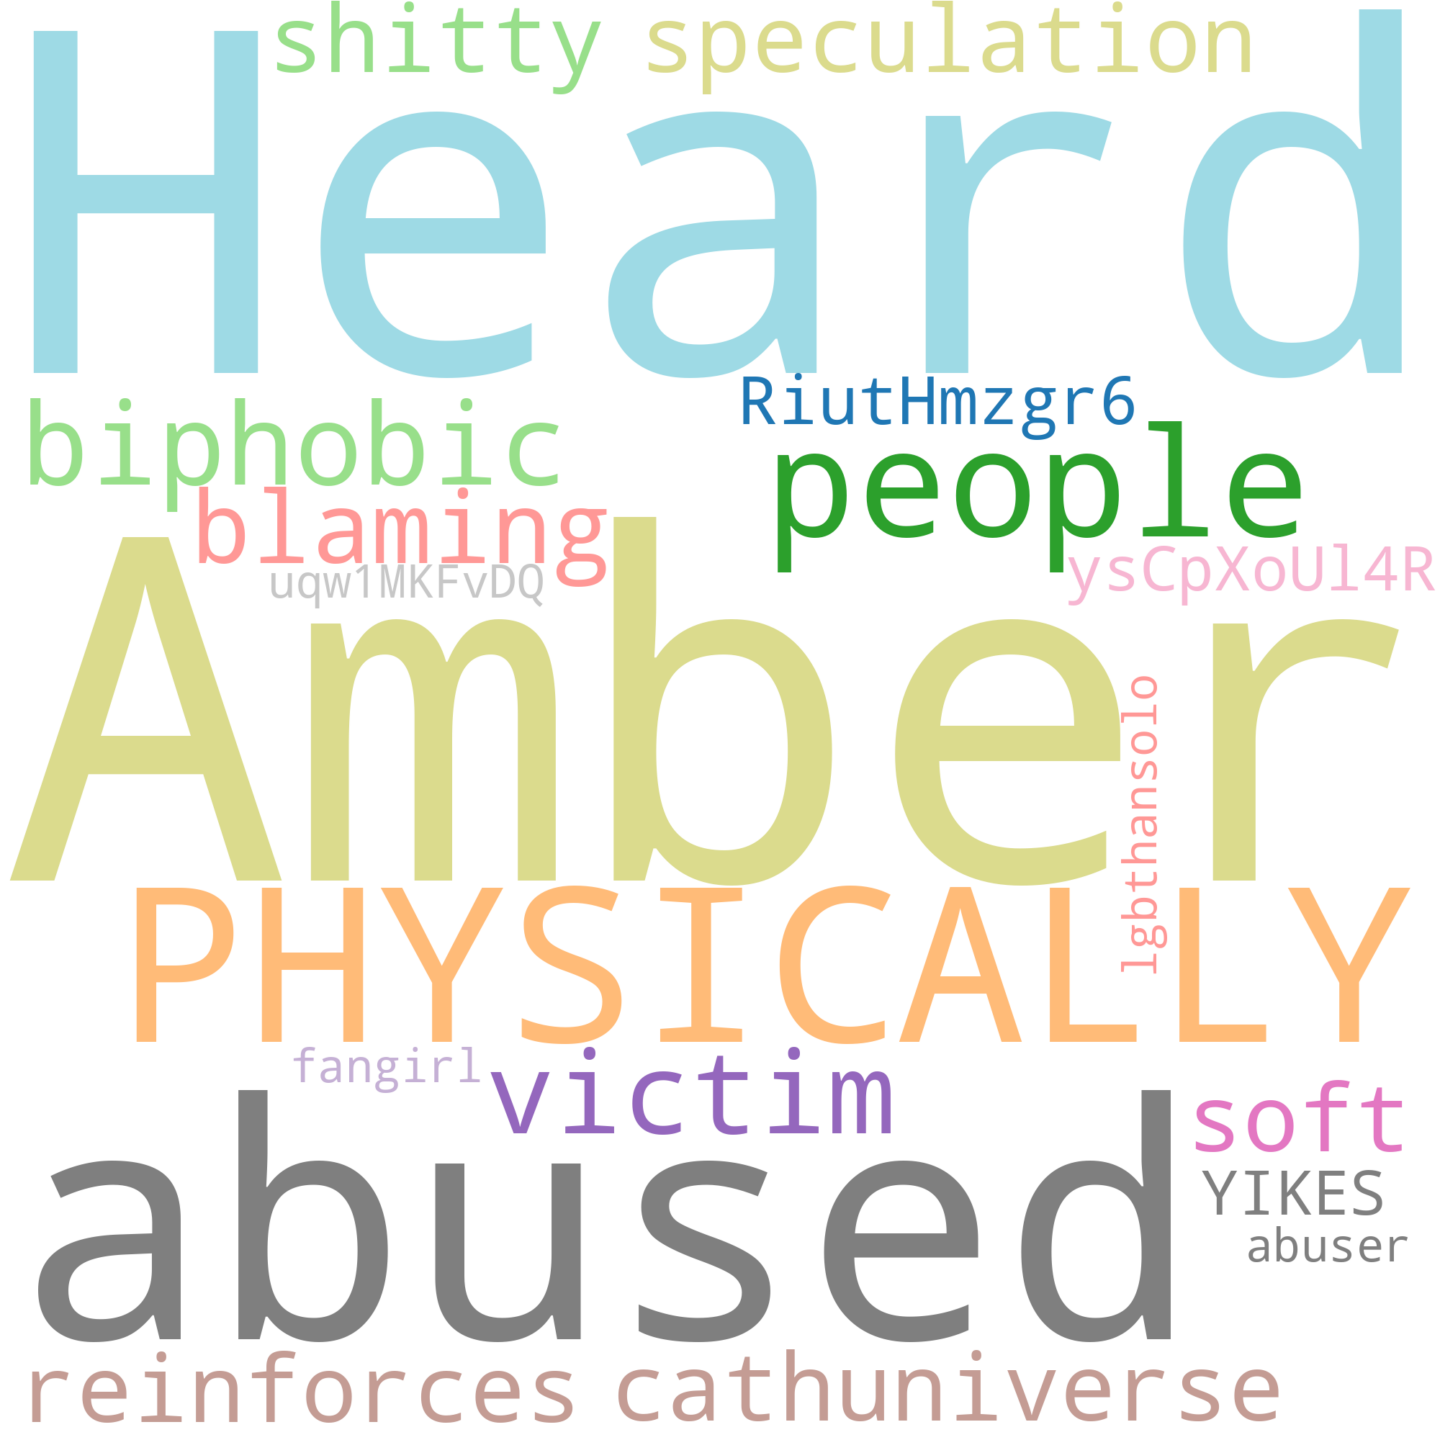 shitty speculation
Heard
RiutHmzgr6
biphobic
people
blaming
ysCpXoUl4R
uqw1MKFvDQ
Amber
lgbthansolo
PHYSICALLY
fangirl victim
soft
YIKES
abuser
abused
reinforces cathuniverse